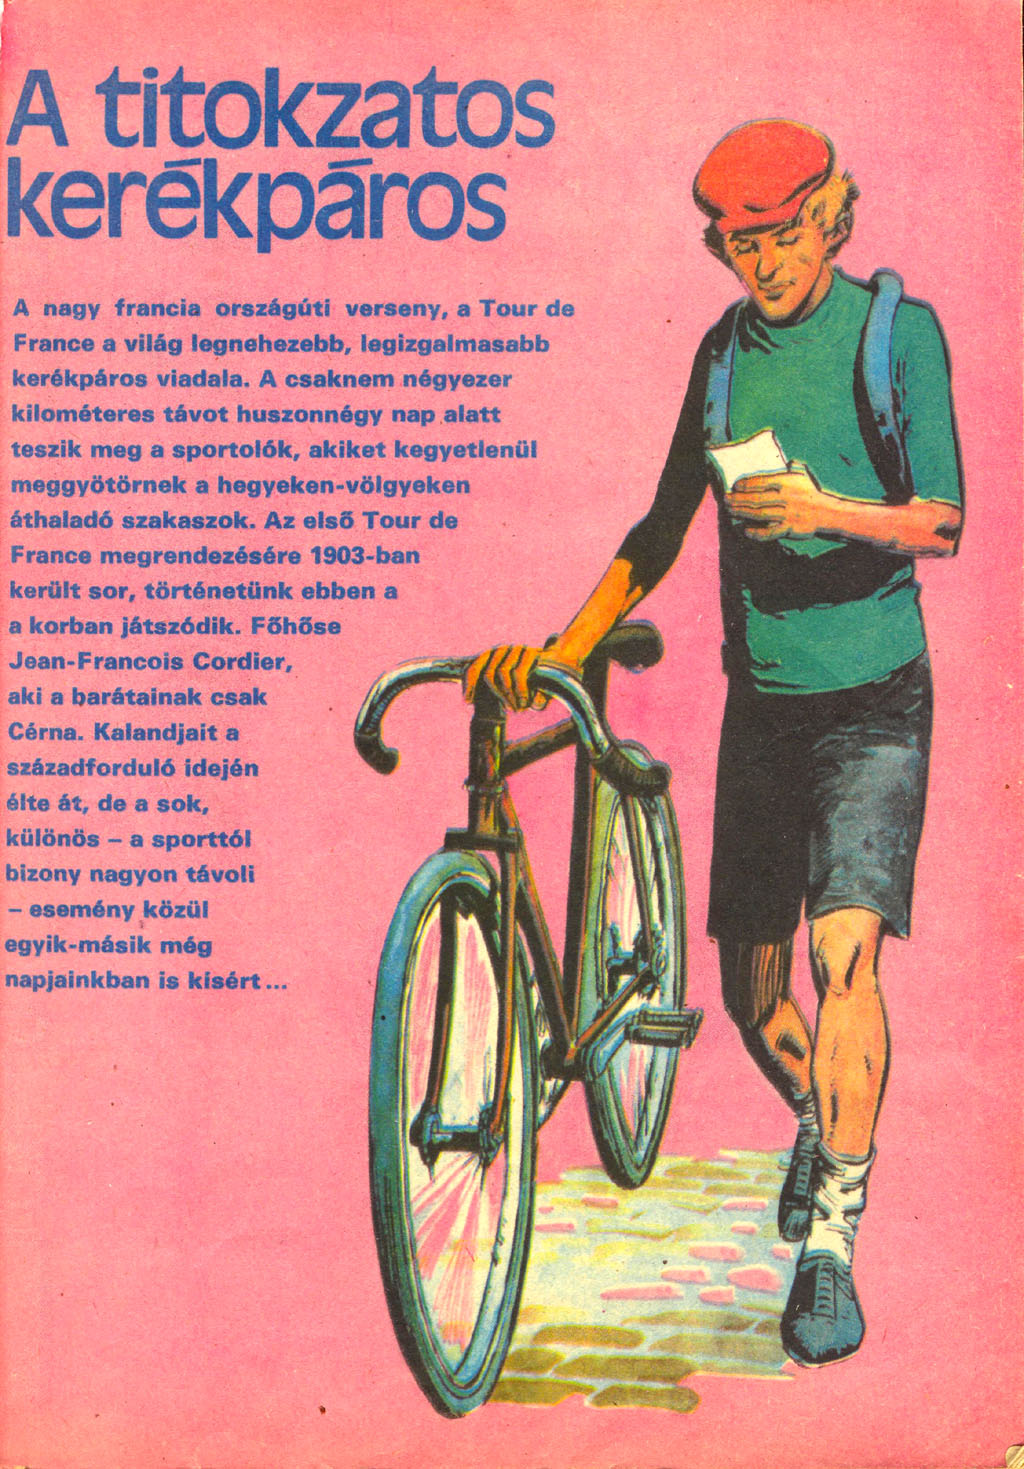 A titokzatos
kerékpáros
A nagy francia országúti verseny, a Tour de
France a világ legnehezebb, legizgalmasabb
kerékpáros viadala. A csaknem négyezer
kilométeres távot huszonnégy nap alatt
teszik meg a sportolók, akiket kegyetlenül
meggyötörnek a hegyeken-völgyeken
áthaladó szakaszok. Az első Tour de
France megrendezésére 1903-ban
került sor, történetünk ebben a
a korban játszódik. Főhőse
Jean-Francois Cordier,
aki a barátainak csak
Cérna. Kalandjait a
századforduló idején
élte át, de a sok,
különös – a sporttól
bizony nagyon távoli
– esemény közül
egyik-másik még
napjainkban is kísért...